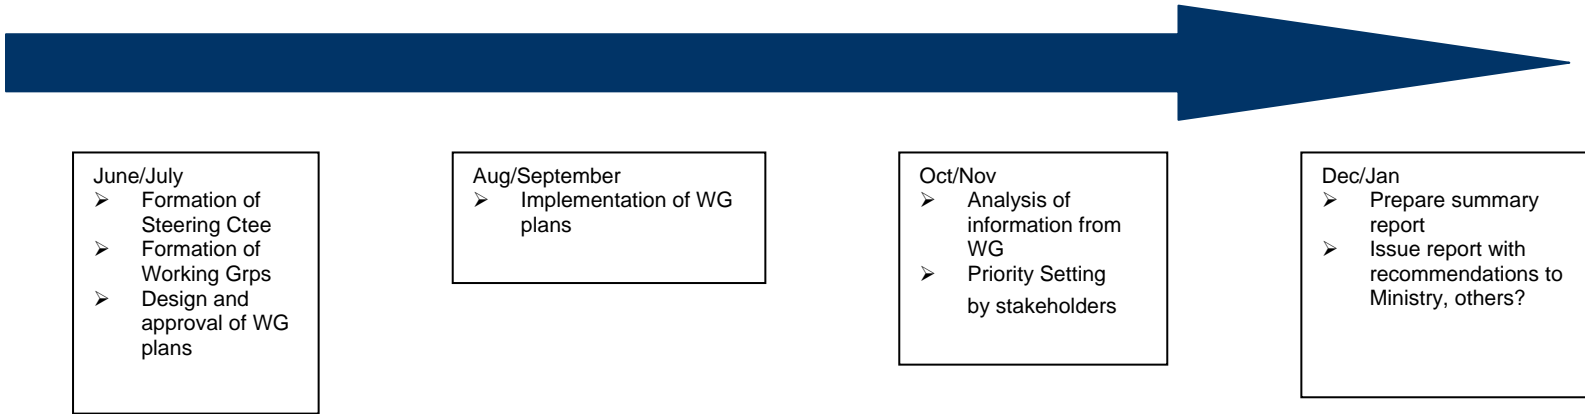 June/July
➢ Formation of
Steering Ctee
➢ Formation of
Working Grps
➢ Design and
approval of WG
plans
Aug/September
➢ Implementation of WG
plans
Oct/Nov
➢ Analysis of
information from
WG
➢ Priority Setting
by stakeholders
Dec/Jan
➢ Prepare summary
report
➢ Issue report with
recommendations to
Ministry, others?